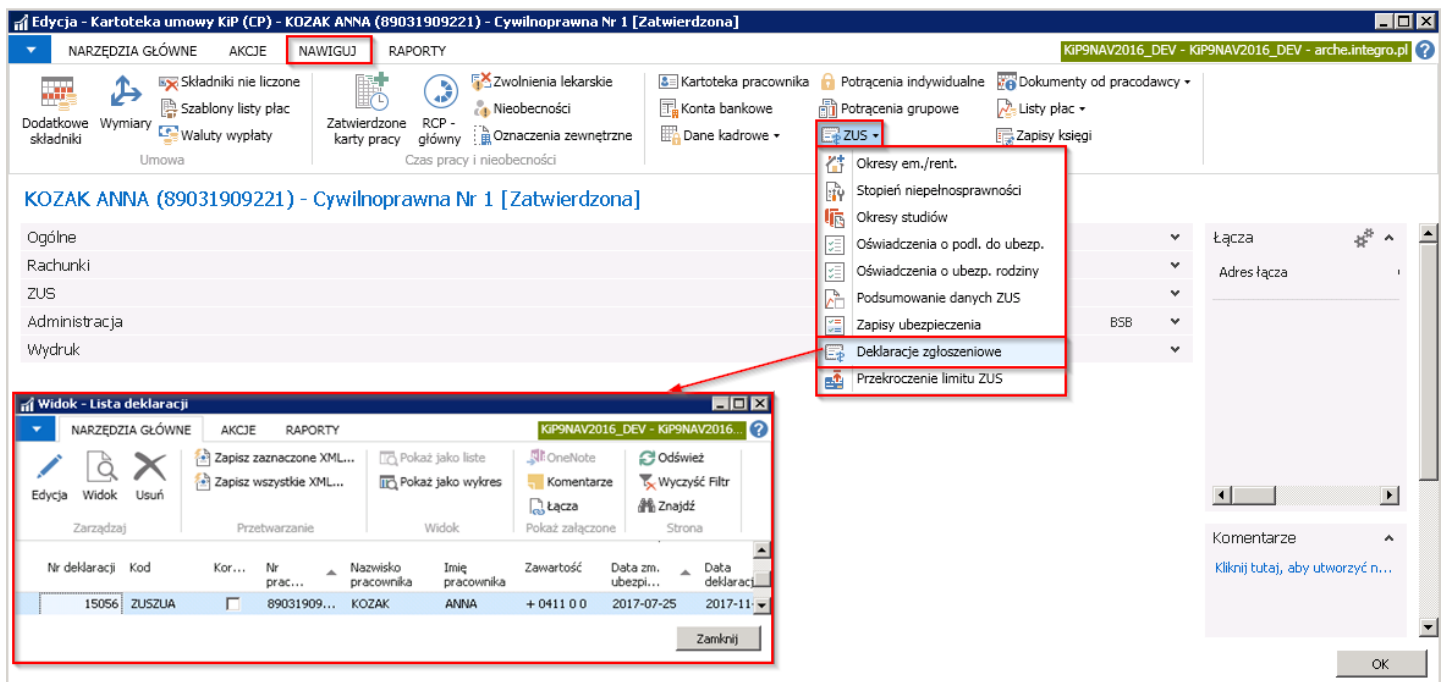 Edycja - Kartoteka umowy KiP (CP) - KOZAK ANNA (89031909221) - Cywilnoprawna Nr 1 [Zatwierdzona]
NARZĘDZIA GŁÓWNE AKCJE NAWIGUJ RAPORTY
KiP9NAV2016_DEV - KiP9NAV2016_DEV - arche.integro.pl
Dodatkowe składniki
Wymiary
Składniki nie liczone
Szablony listy płac
Waluty wypłaty
Umowa
Zatwierdzone karty pracy
RCP - główny
Zwolnienia lekarskie
Nieobecności
Oznaczenia zewnętrzne
Czas pracy i nieobecności
Kartoteka pracownika
Konta bankowe
Dane kadrowe
Potrącenia indywidualne
Potrącenia grupowe
ZUS
Dokumenty od pracodawcy
Listy płac
Zapisy księgi
Okresy em./rent.
Stopień niepełnosprawności
Okresy studiów
Oświadczenia o podl. do ubezp.
Oświadczenia o ubezp. rodziny
Podsumowanie danych ZUS
Zapisy ubezpieczenia
Deklaracje zgłoszeniowe
Przekroczenie limitu ZUS
KOZAK ANNA (89031909221) - Cywilnoprawna Nr 1 [Zatwierdzona]
Ogólne
Rachunki
ZUS
Administracja BSB
Wydruk
Łącza
Adres łącza
Komentarze
Kliknij tutaj, aby utworzyć n...
OK
Widok - Lista deklaracji
NARZĘDZIA GŁÓWNE AKCJE RAPORTY
KiP9NAV2016_DEV - KiP9NAV2016...
Edycja Widok Usuń
Zarządzaj
Zapisz zaznaczone XML...
Zapisz wszystkie XML...
Przetwarzanie
Pokaż jako liste
Pokaż jako wykres
Widok
OneNote
Komentarze
Łącza
Pokaż załączone
Odśwież
Wyczyść Filtr
Znajdź
Strona
Nr deklaracji Kod Kor... Nr prac... Nazwisko pracownika Imię pracownika Zawartość Data zm. ubezpi... Data deklaracj
15056 ZUSZUA 89031909... KOZAK ANNA + 0411 0 0 2017-07-25 2017-11-
Zamknij